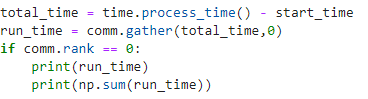 total_time = time.process_time() - start_time
run_time = comm.gather(total_time,0)
if comm.rank == 0:
    print(run_time)
    print(np.sum(run_time))